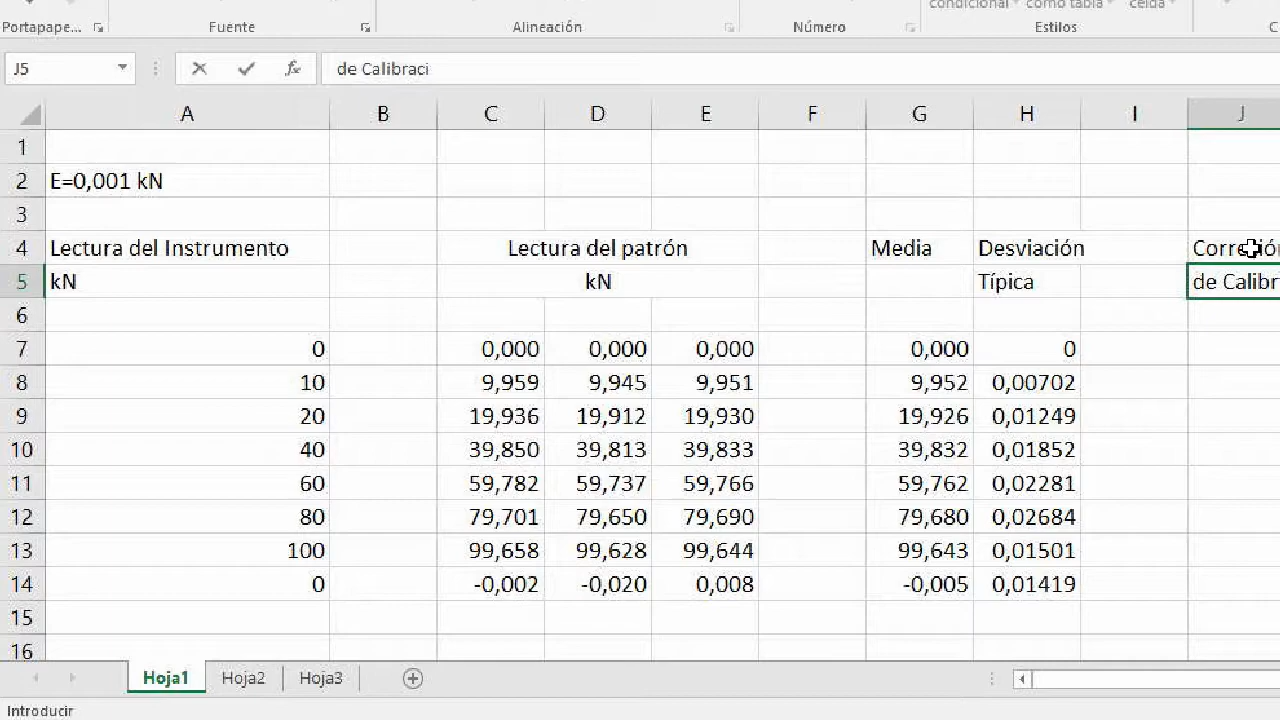 condicional como tabla celda
Portapape... Fuente Alineación Número Estilos
J5 fx de Calibraci
A B C D E F G H I J
1
2 E=0,001 kN
3
4 Lectura del Instrumento Lectura del patrón Media Desviación
5 kN kN Típica de Calibr
6
7 0 0,000 0,000 0,000 0,000 0
8 10 9,959 9,945 9,951 9,952 0,00702
9 20 19,936 19,912 19,930 19,926 0,01249
10 40 39,850 39,813 39,833 39,832 0,01852
11 60 59,782 59,737 59,766 59,762 0,02281
12 80 79,701 79,650 79,690 79,680 0,02684
13 100 99,658 99,628 99,644 99,643 0,01501
14 0 -0,002 -0,020 0,008 -0,005 0,01419
15
16
Hoja1 Hoja2 Hoja3
Introducir